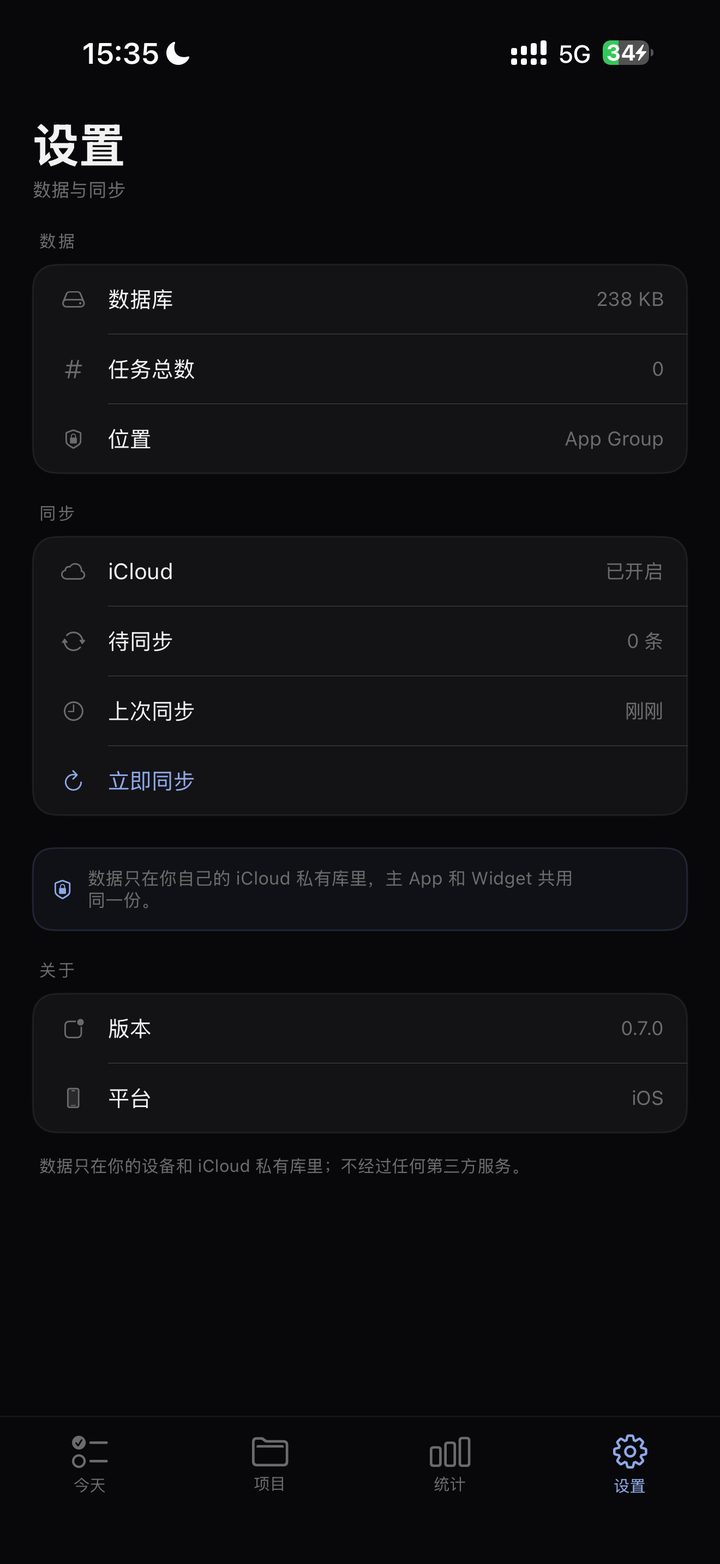 15:35 5G 34
设置
数据与同步
数据
数据库 238 KB
# 任务总数 0
位置 App Group
同步
iCloud 已开启
待同步 0 条
上次同步 刚刚
立即同步
数据只在你自己的 iCloud 私有库里，主 App 和 Widget 共用
同一份。
关于
版本 0.7.0
平台 iOS
数据只在你的设备和 iCloud 私有库里；不经过任何第三方服务。
今天 项目 统计 设置